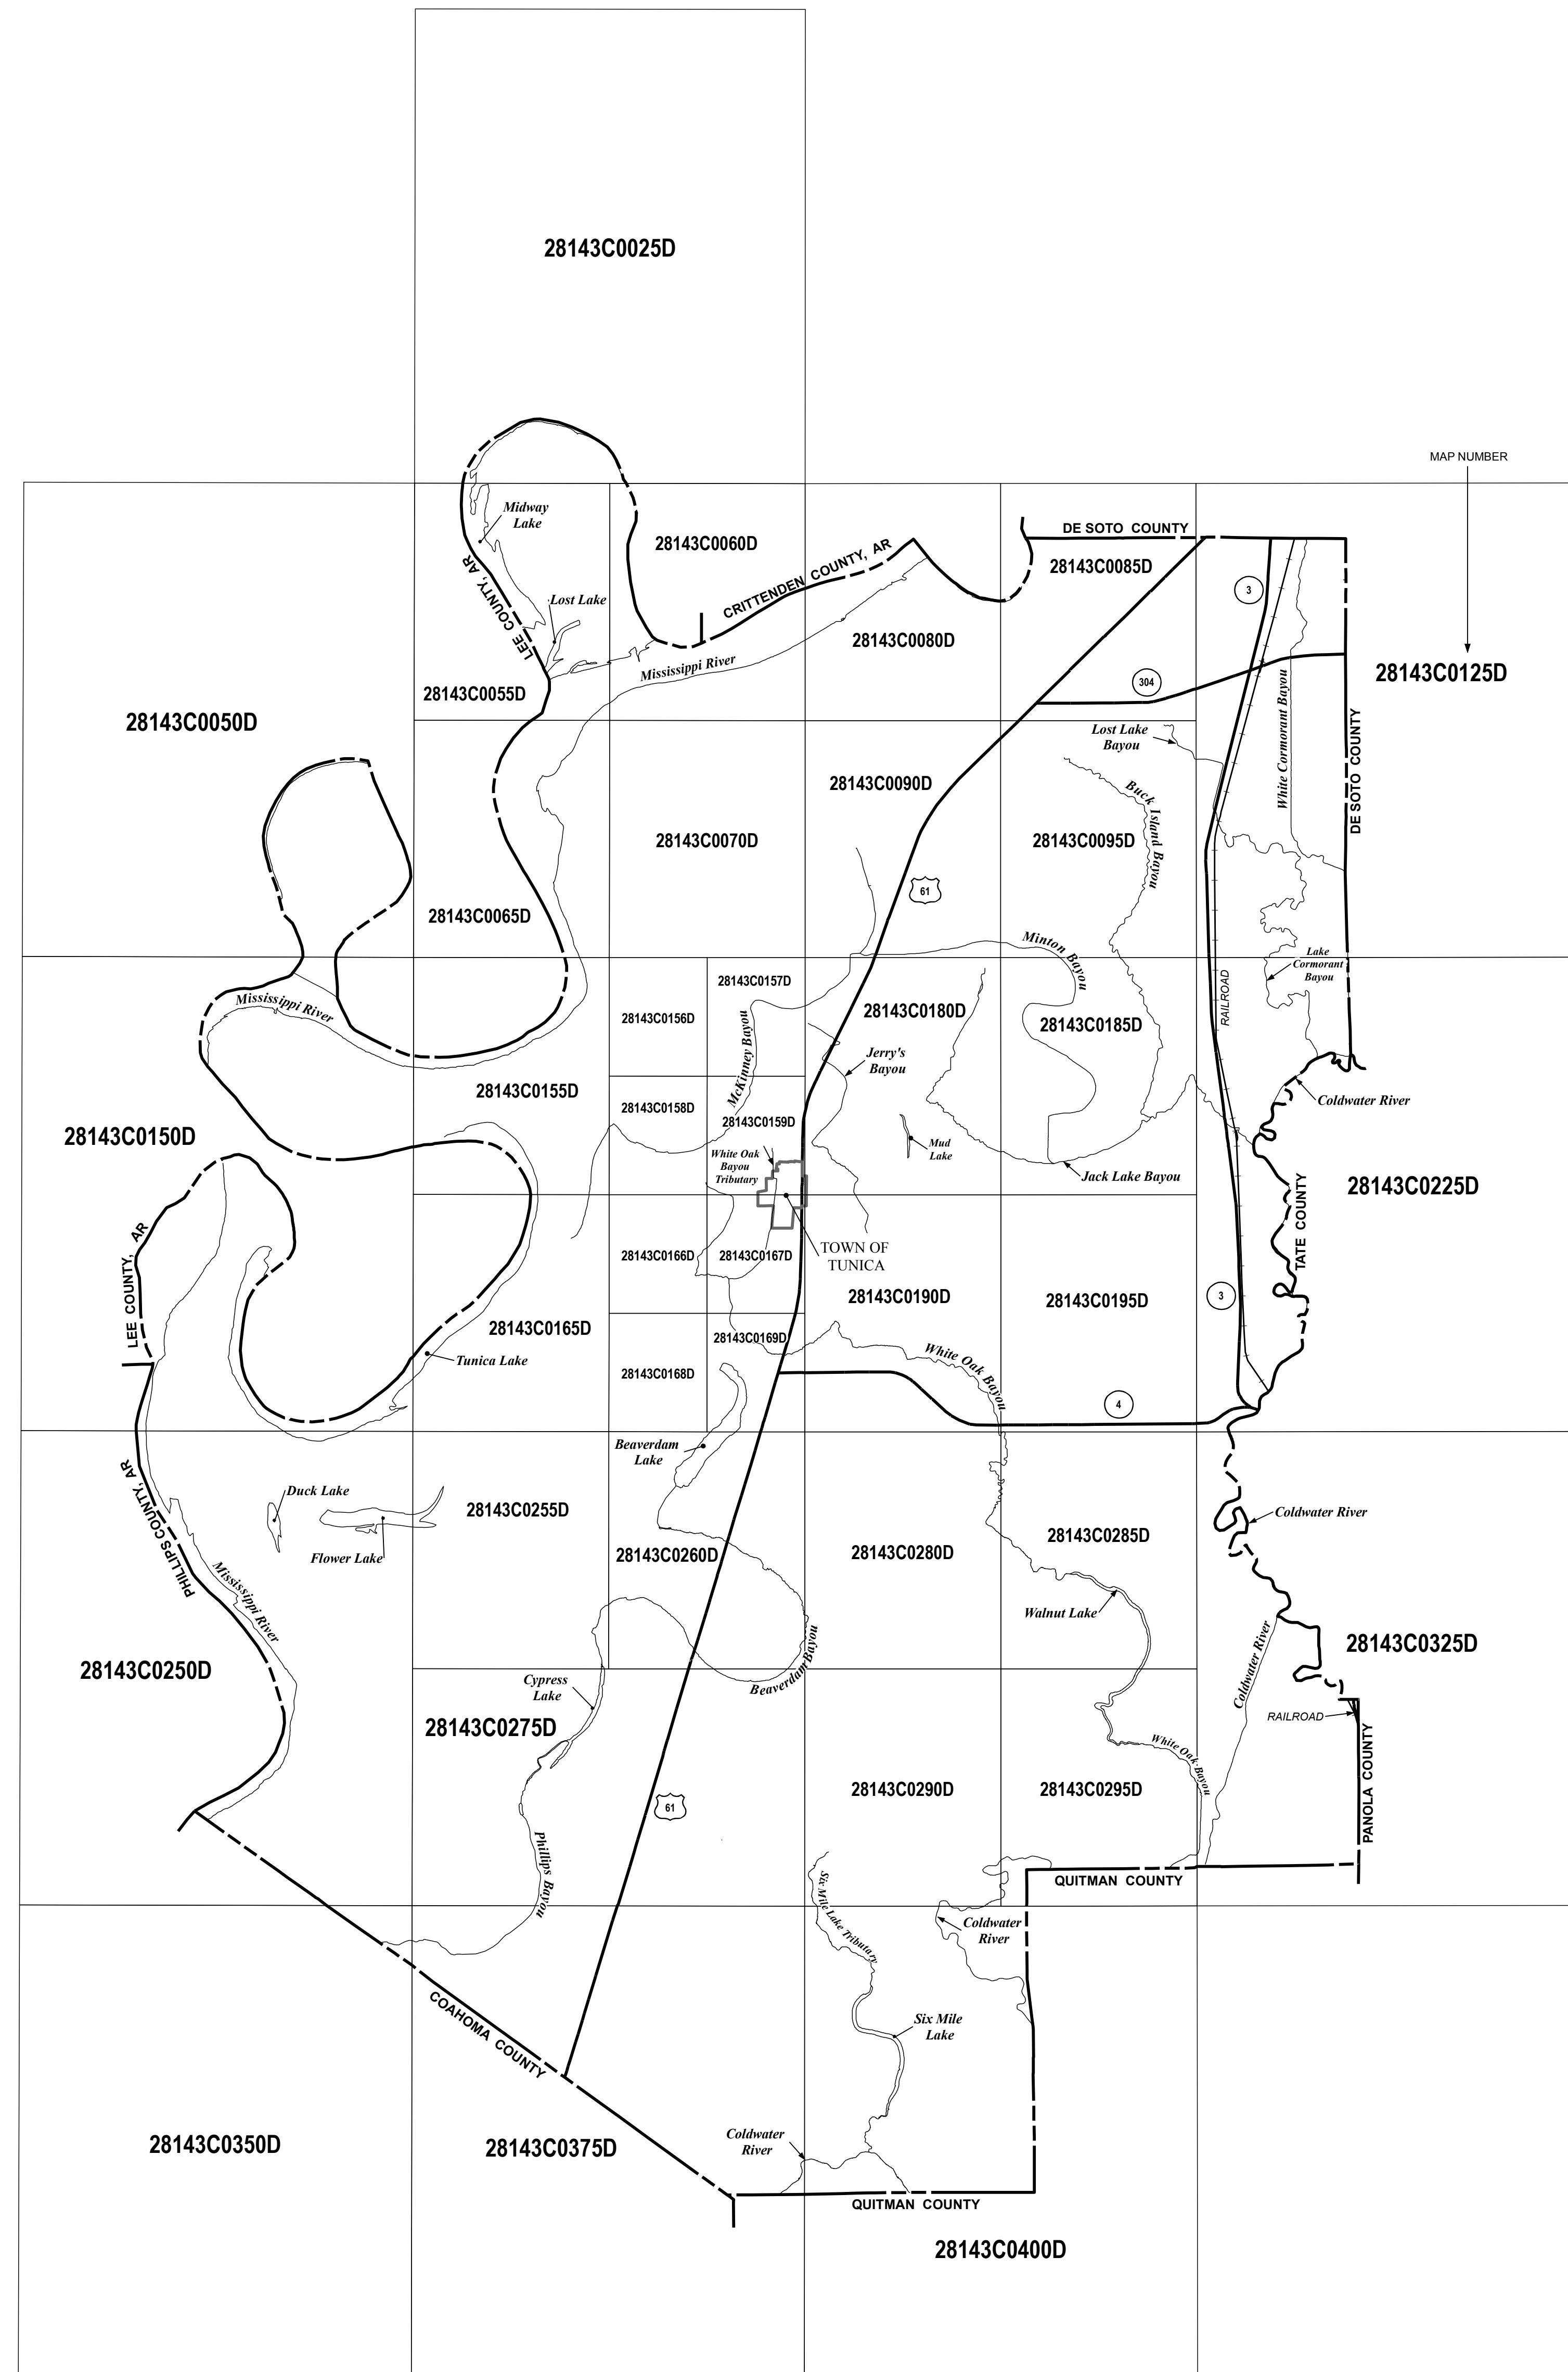 28143C0025D
MAP NUMBER
Midway
Lake
28143C0060D
DE SOTO COUNTY
28143C0085D
CRITTENDEN COUNTY, AR
LEE COUNTY, AR
3
Lost Lake
28143C0080D
Mississippi River
28143C0125D
304
28143C0055D
28143C0050D
White Cormorant Bayou
DE SOTO COUNTY
Lost Lake
Bayou
28143C0090D
Buck Island Bayou
28143C0070D
28143C0095D
61
28143C0065D
Minton Bayou
Lake
Cormorant
Bayou
28143C0157D
RAILROAD
Mississippi River
28143C0156D
28143C0180D
28143C0185D
McKinney Bayou
Jerry's
Bayou
28143C0155D
Coldwater River
28143C0158D
28143C0159D
28143C0150D
Mud
Lake
White Oak
Bayou
Tributary
Jack Lake Bayou
28143C0225D
TATE COUNTY
LEE COUNTY, AR
TOWN OF
TUNICA
28143C0166D
28143C0167D
28143C0190D
28143C0195D
3
28143C0165D
28143C0169D
Tunica Lake
White Oak Bayou
28143C0168D
4
Beaverdam
Lake
PHILLIPS COUNTY, AR
Duck Lake
28143C0255D
Coldwater River
28143C0285D
Flower Lake
28143C0260D
28143C0280D
Mississippi River
Walnut Lake
28143C0325D
28143C0250D
Coldwater River
Beaverdam Bayou
Cypress
Lake
28143C0275D
RAILROAD
White Oak Bayou
PANOLA COUNTY
28143C0290D
28143C0295D
61
Phillips Bayou
QUITMAN COUNTY
Six Mile Lake Tributary
Coldwater
River
COAHOMA COUNTY
Six Mile
Lake
Coldwater
River
28143C0350D
28143C0375D
QUITMAN COUNTY
28143C0400D